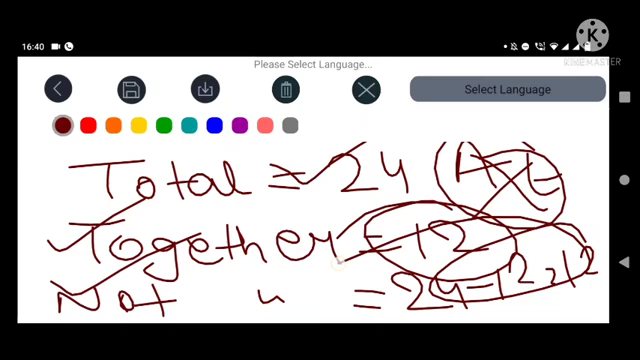 16:40
K
KINEMASTER
Please Select Language...
Select Language
Total = 24
Together = 12
Not " = 24-12=12